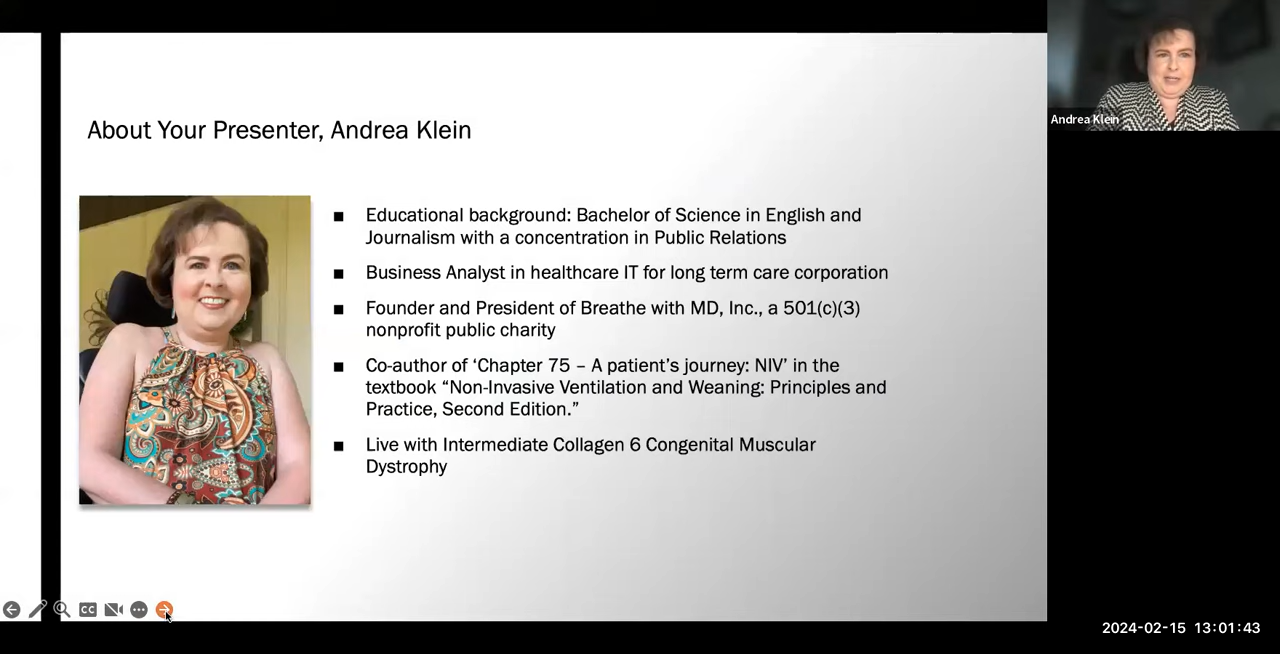 About Your Presenter, Andrea Klein
■ Educational background: Bachelor of Science in English and
Journalism with a concentration in Public Relations
■ Business Analyst in healthcare IT for long term care corporation
■ Founder and President of Breathe with MD, Inc., a 501(c)(3)
nonprofit public charity
■ Co-author of ‘Chapter 75 – A patient’s journey: NIV’ in the
textbook “Non-Invasive Ventilation and Weaning: Principles and
Practice, Second Edition.”
■ Live with Intermediate Collagen 6 Congenital Muscular
Dystrophy
Andrea Klein
CC
2024-02-15 13:01:43